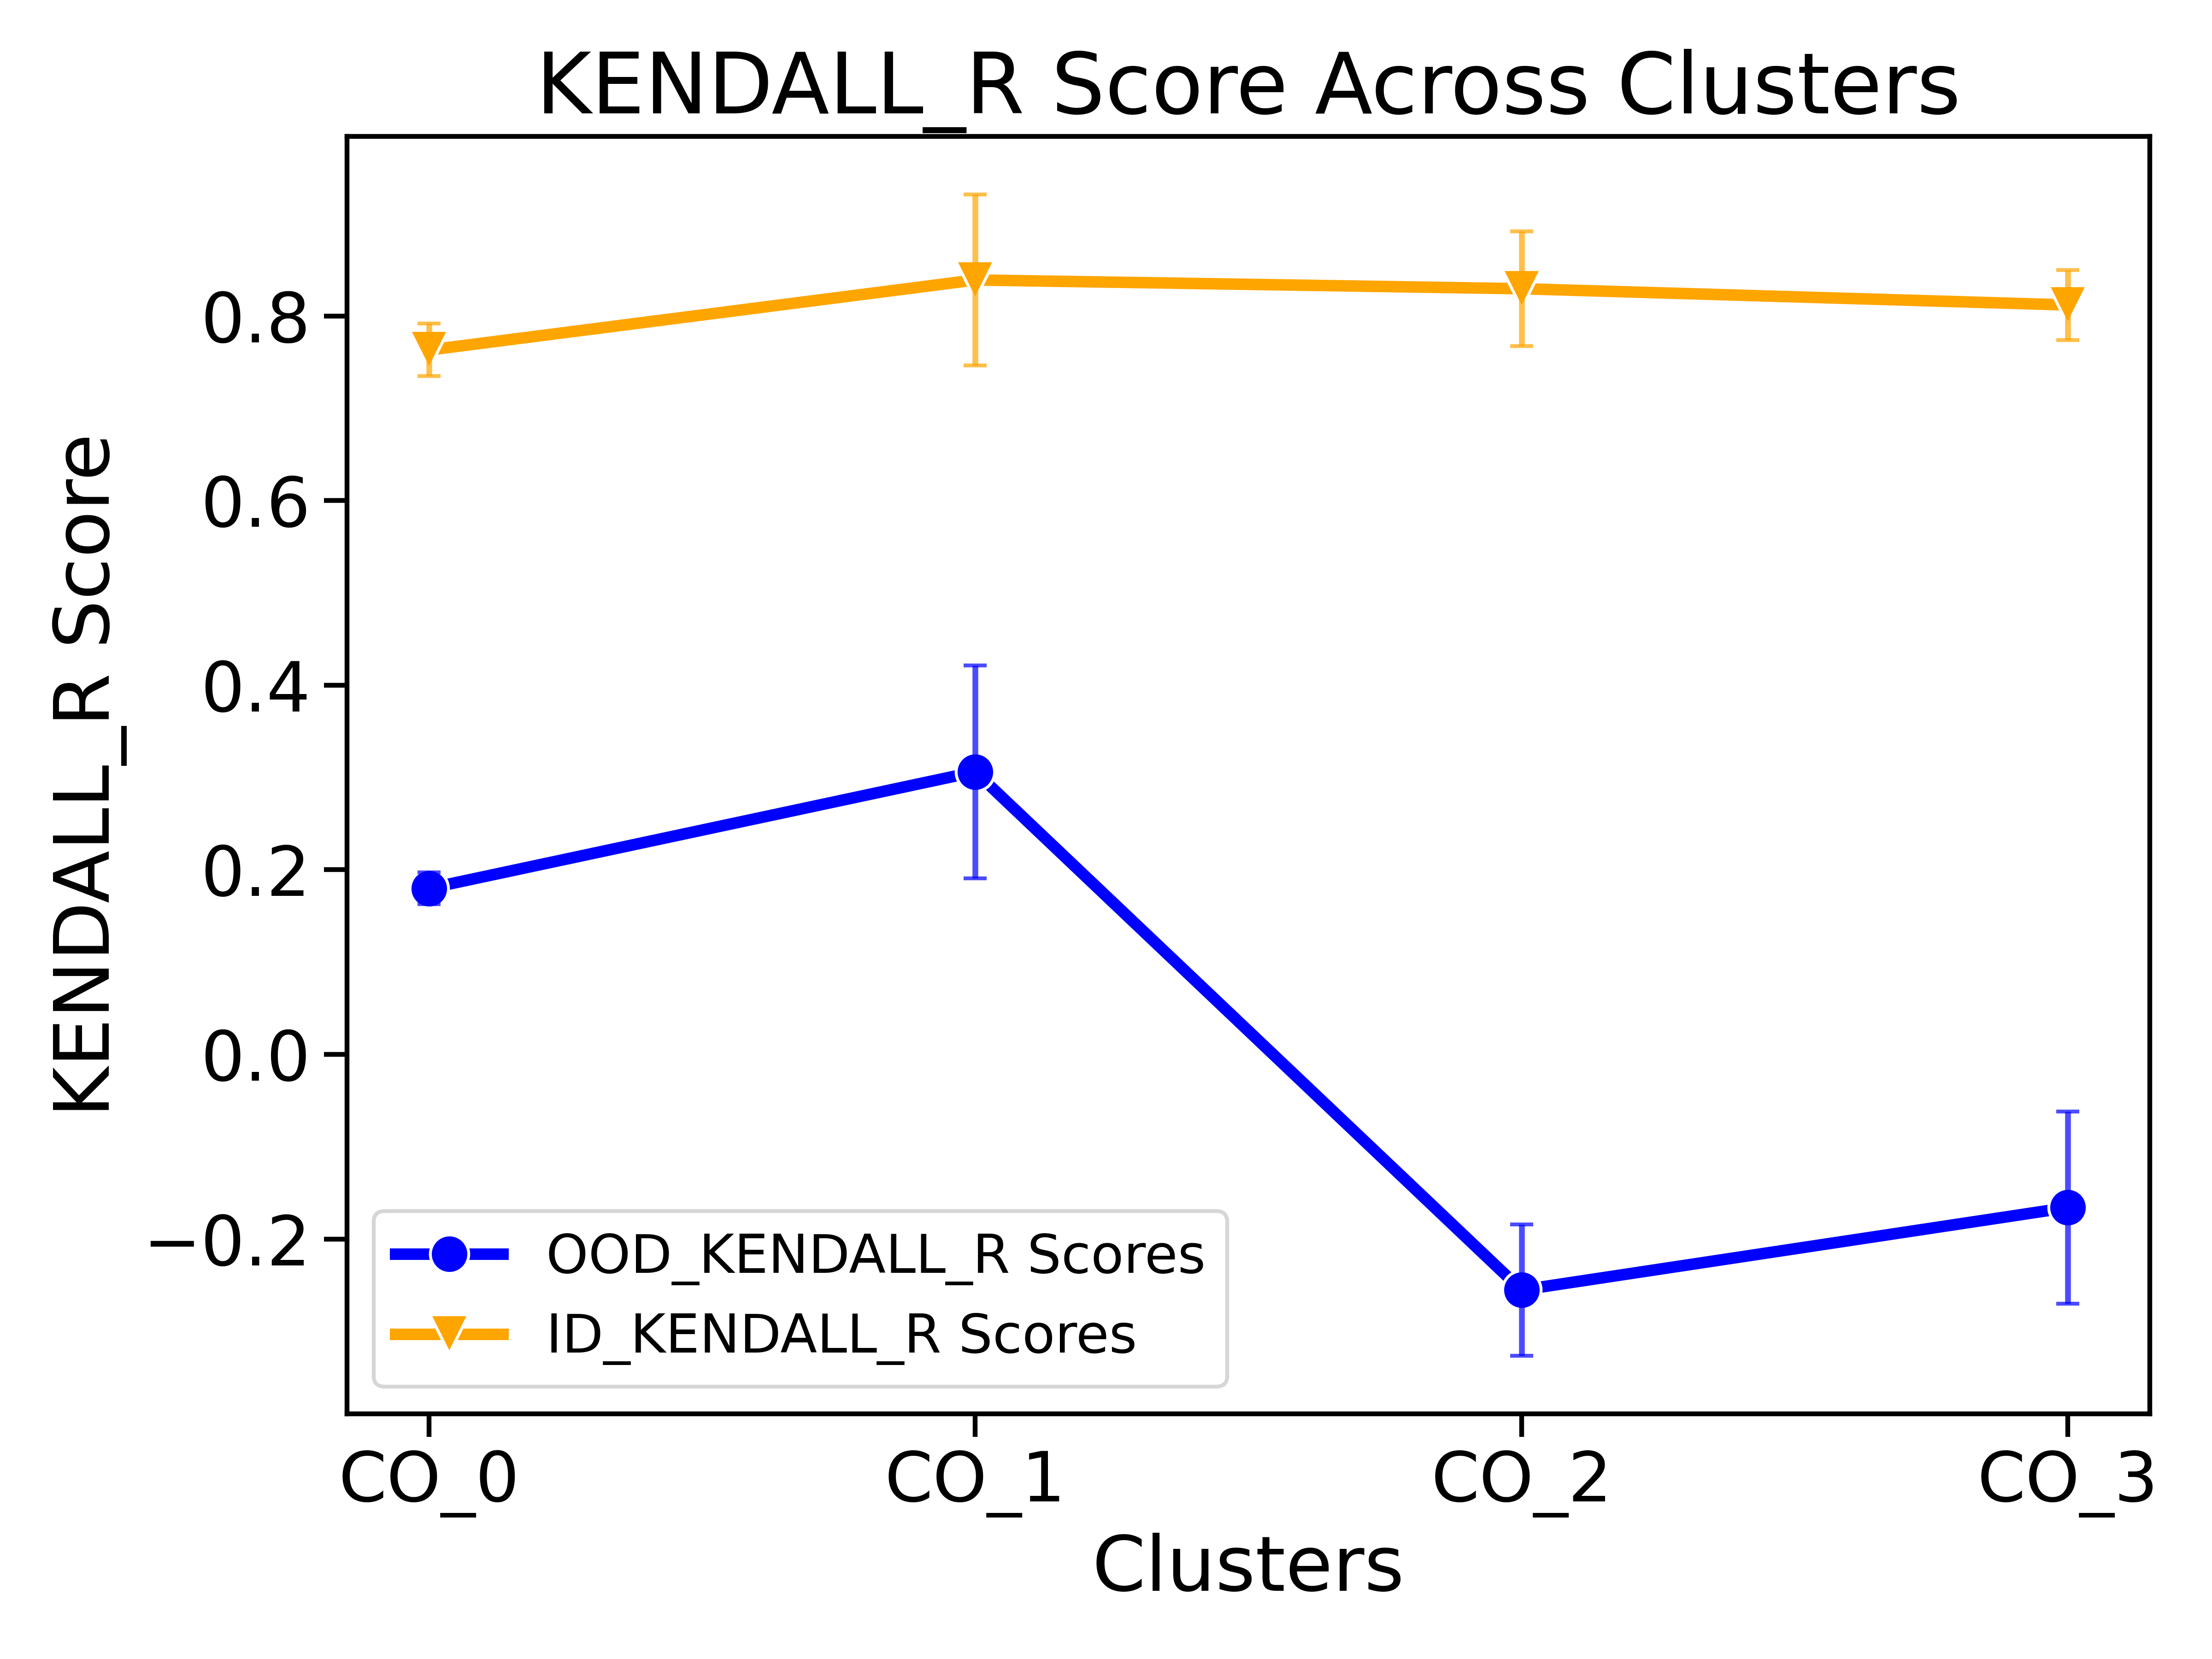 KENDALL_R Score Across Clusters
KENDALL_R Score
0.8
0.6
0.4
0.2
0.0
−0.2
OOD_KENDALL_R Scores
ID_KENDALL_R Scores
CO_0 CO_1 CO_2 CO_3
Clusters